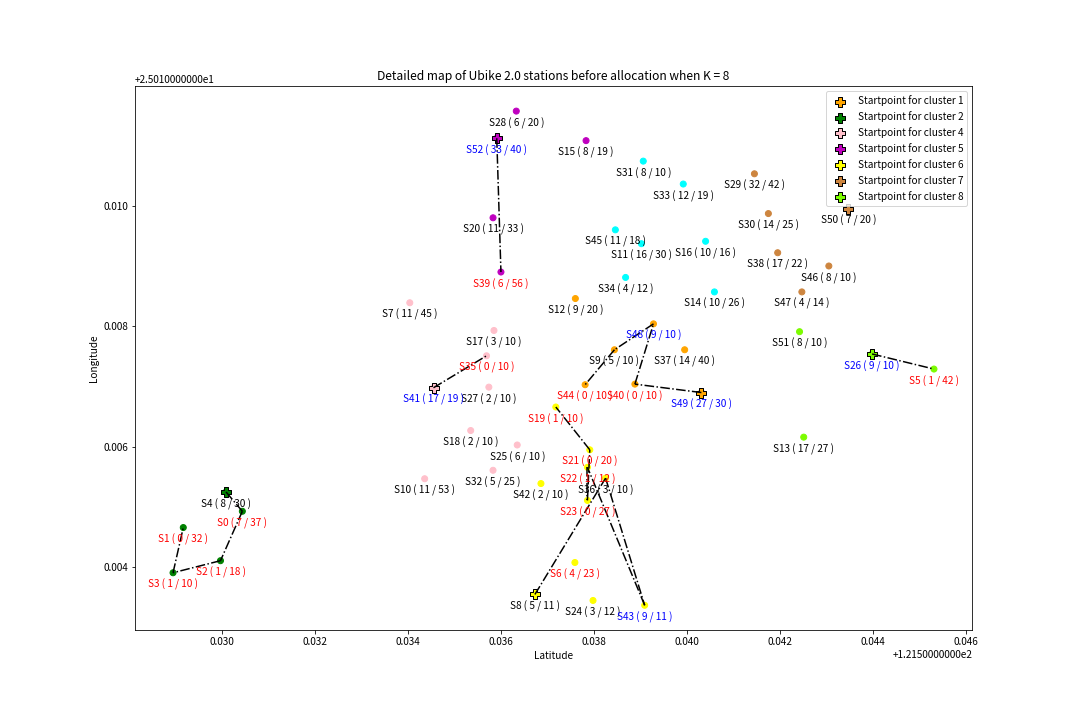 Detailed map of Ubike 2.0 stations before allocation when K = 8
+2.5010000000e1
Startpoint for cluster 1
Startpoint for cluster 2
Startpoint for cluster 4
Startpoint for cluster 5
Startpoint for cluster 6
Startpoint for cluster 7
Startpoint for cluster 8
S28 ( 6 / 20 )
S52 ( 33 / 40 )
S15 ( 8 / 19 )
S31 ( 8 / 10 )
S29 ( 32 / 42 )
S33 ( 12 / 19 )
0.010
S50 ( 7 / 20 )
S30 ( 14 / 25 )
S20 ( 11 / 33 )
S45 ( 11 / 18 )
S11 ( 16 / 30 )
S16 ( 10 / 16 )
S38 ( 17 / 22 )
S46 ( 8 / 10 )
S39 ( 6 / 56 )
S34 ( 4 / 12 )
S14 ( 10 / 26 )
S47 ( 4 / 14 )
S12 ( 9 / 20 )
S7 ( 11 / 45 )
0.008
S48 ( 9 / 10 )
S17 ( 3 / 10 )
S51 ( 8 / 10 )
S9 ( 5 / 10 )
S37 ( 14 / 40 )
S35 ( 0 / 10 )
S26 ( 9 / 10 )
S5 ( 1 / 42 )
Longitude
S41 ( 17 / 19 )
S27 ( 2 / 10 )
S44 ( 0 / 10 )
S40 ( 0 / 10 )
S49 ( 27 / 30 )
S19 ( 1 / 10 )
S18 ( 2 / 10 )
S13 ( 17 / 27 )
0.006
S25 ( 6 / 10 )
S21 ( 0 / 20 )
S10 ( 11 / 53 )
S32 ( 5 / 25 )
S22 (
S42 ( 2 / 10 )
3 / 10 )
S4 ( 8 / 30 )
S23 ( 0 / 27 )
S0 ( 7 / 37 )
S1 ( 0 / 32 )
0.004
S2 ( 1 / 18 )
S3 ( 1 / 10 )
S6 ( 4 / 23 )
S8 ( 5 / 11 )
S24 ( 3 / 12 )
S43 ( 9 / 11 )
0.030
0.032
0.034
0.036
0.038
0.040
0.042
0.044
0.046
Latitude
+1.2150000000e2